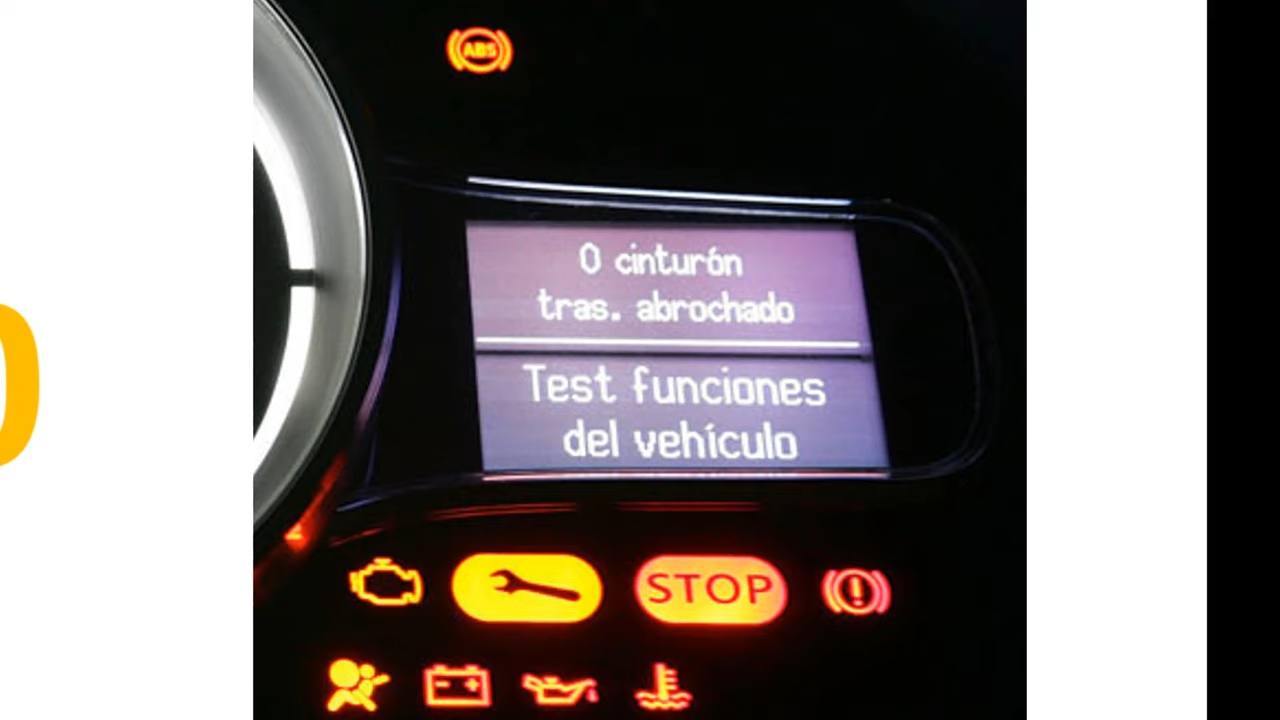 ABS
0 cinturón
tras. abrochado
Test funciones
del vehículo
STOP